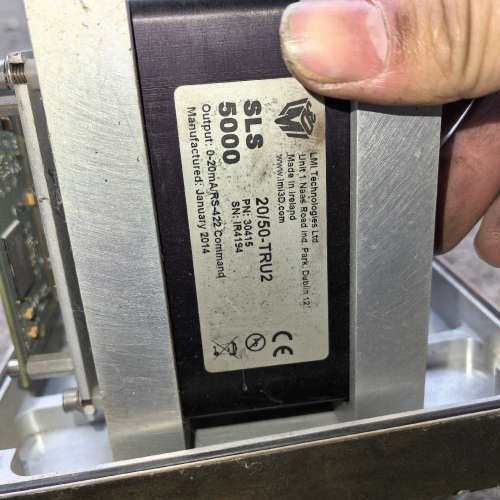 LMI Technologies Ltd
Unit 1 Naas Road Ind. Park, Dublin 12
Made in Ireland
www.lmi3D.com
SLS
5000
20/50-TRU2
PN: 30415
SN: IR4194
Output: 0-20mA/RS-422 Command
Manufactured: January 2014
CE